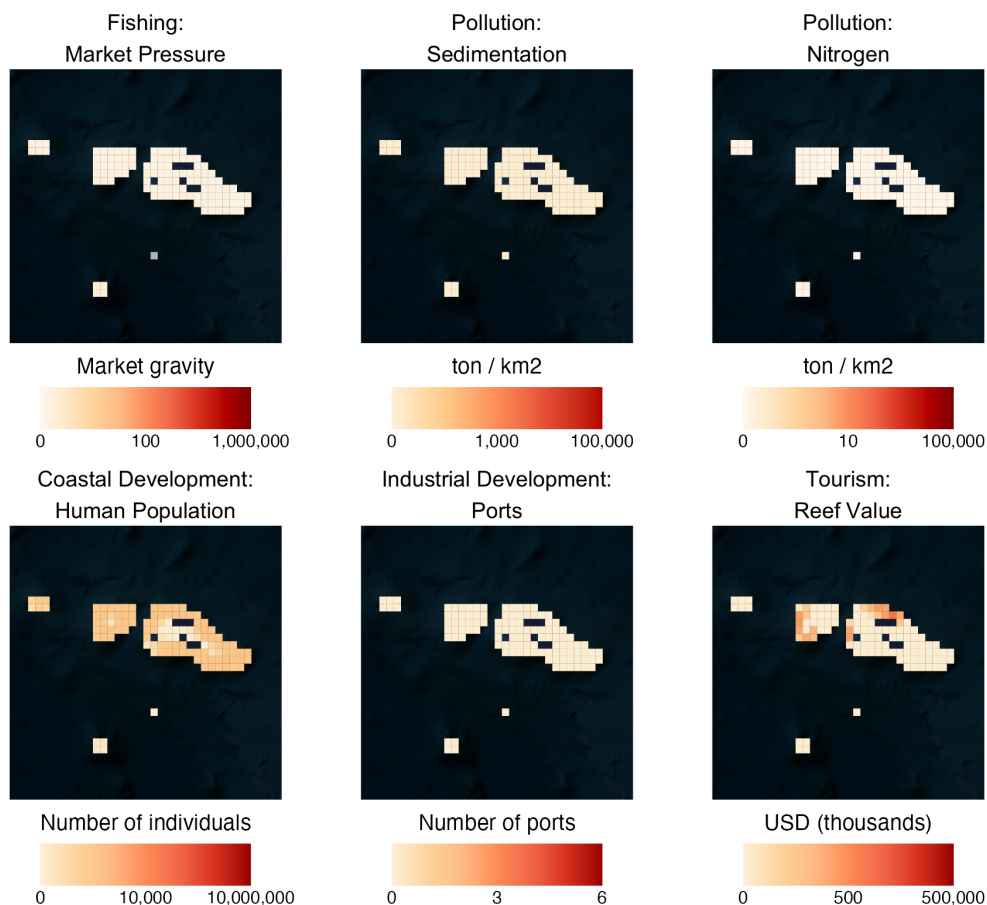 Fishing:
Market Pressure
Pollution:
Sedimentation
Pollution:
Nitrogen
Market gravity
0 100 1,000,000
ton / km2
0 1,000 100,000
ton / km2
0 10 100,000
Coastal Development:
Human Population
Industrial Development:
Ports
Tourism:
Reef Value
Number of individuals
0 10,000 10,000,000
Number of ports
0 3 6
USD (thousands)
0 500 500,000